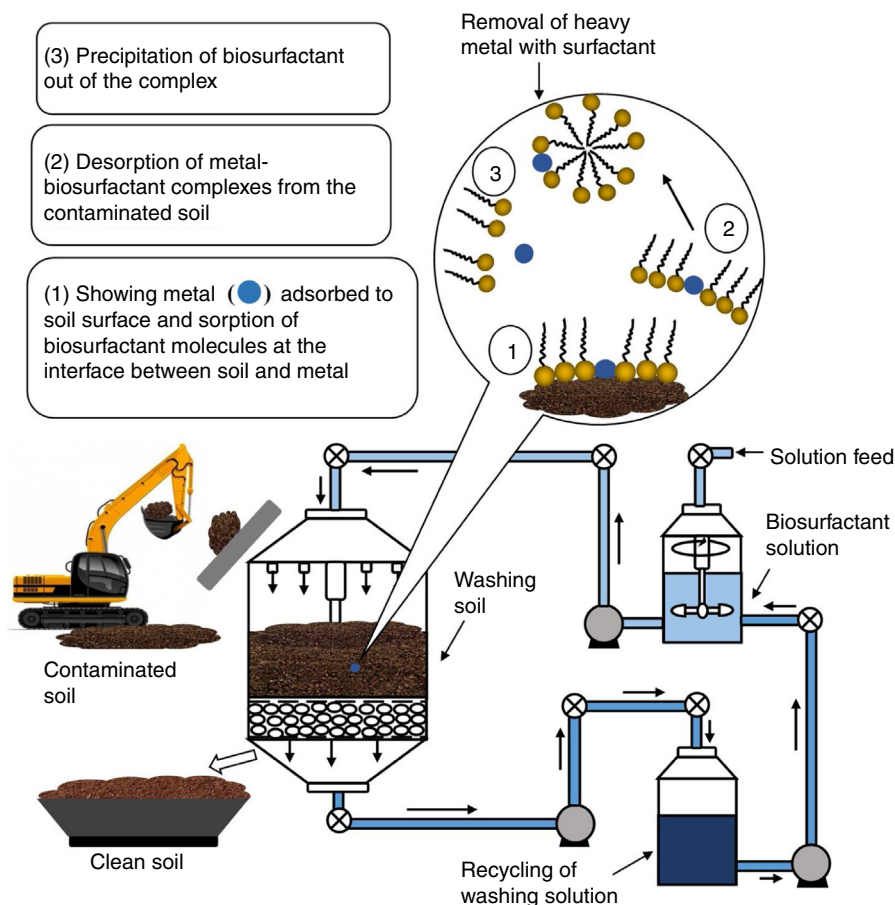 (3) Precipitation of biosurfactant
out of the complex
(2) Desorption of metal-
biosurfactant complexes from the
contaminated soil
(1) Showing metal ( ) adsorbed to
soil surface and sorption of
biosurfactant molecules at the
interface between soil and metal
Removal of heavy
metal with surfactant
3
2
1
Solution feed
Biosurfactant
solution
Washing
soil
Contaminated
soil
Clean soil
Recycling of
washing solution